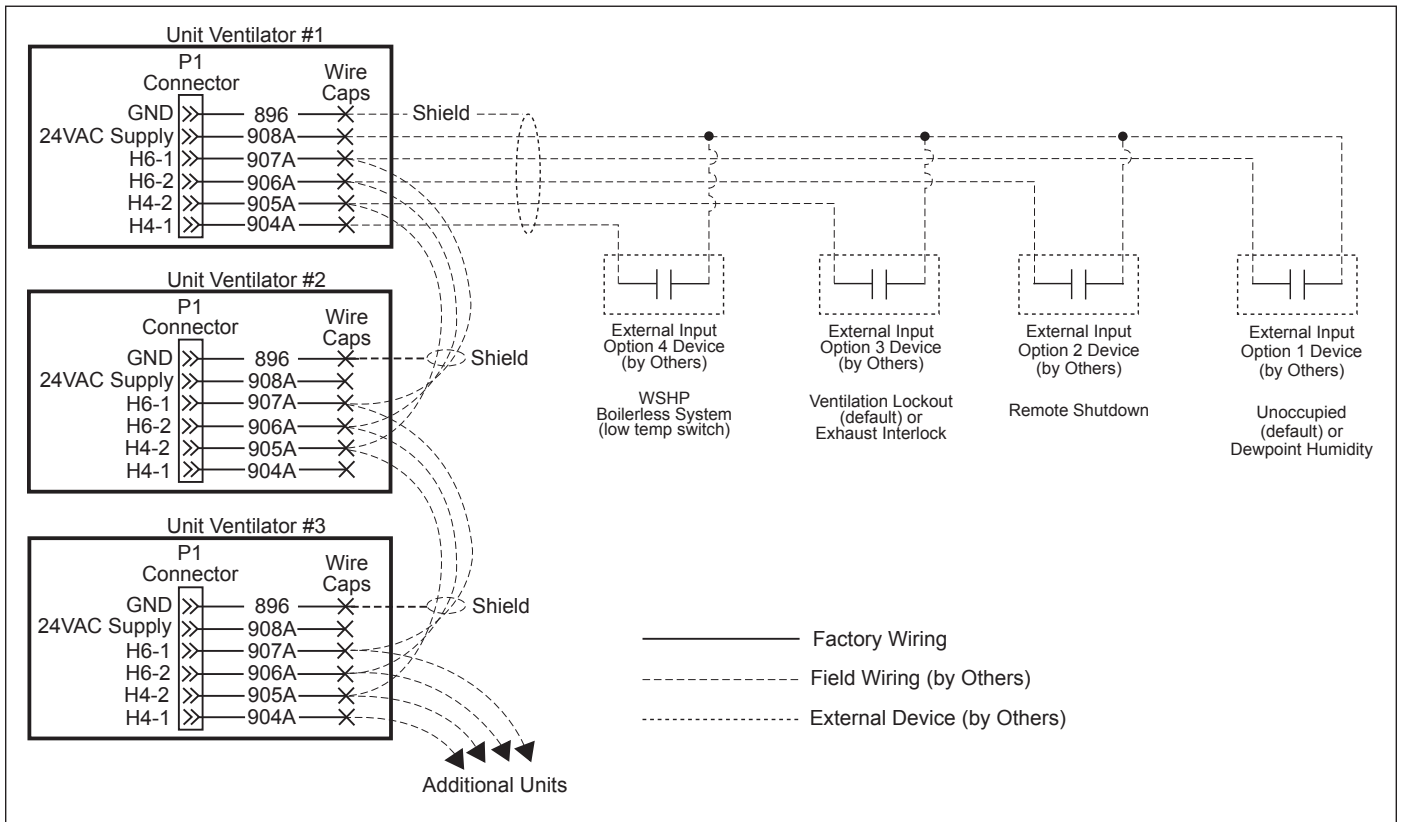 Unit Ventilator #1
P1
Connector
Wire
Caps
GND 896 Shield
24VAC Supply 908A
H6-1 907A
H6-2 906A
H4-2 905A
H4-1 904A
Unit Ventilator #2
P1
Connector
Wire
Caps
GND 896 Shield
24VAC Supply 908A
H6-1 907A
H6-2 906A
H4-2 905A
H4-1 904A
Unit Ventilator #3
P1
Connector
Wire
Caps
GND 896 Shield
24VAC Supply 908A
H6-1 907A
H6-2 906A
H4-2 905A
H4-1 904A
Additional Units
External Input
Option 4 Device
(by Others)
WSHP
Boilerless System
(low temp switch)
External Input
Option 3 Device
(by Others)
Ventilation Lockout
(default) or
Exhaust Interlock
External Input
Option 2 Device
(by Others)
Remote Shutdown
External Input
Option 1 Device
(by Others)
Unoccupied
(default) or
Dewpoint Humidity
Factory Wiring
Field Wiring (by Others)
External Device (by Others)